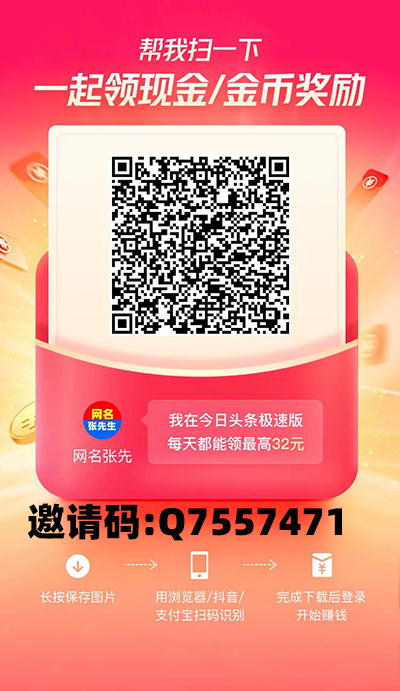 帮我扫一下
一起领现金/金币奖励
网名
张先生
网名张先
我在今日头条极速版
每天都能领最高32元
邀请码:Q7557471
长按保存图片
用浏览器/抖音/
支付宝扫码识别
完成下载后登录
开始赚钱